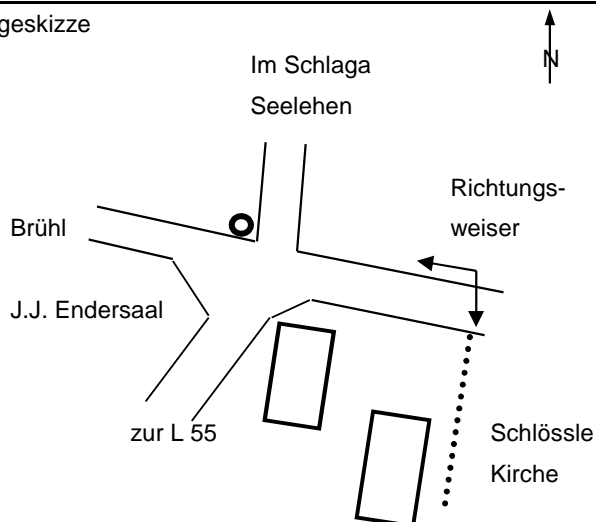 geskizze
N
Im Schlaga
Seelehen
Richtungs-
weiser
Brühl
J.J. Endersaal
zur L 55
Schlössle
Kirche